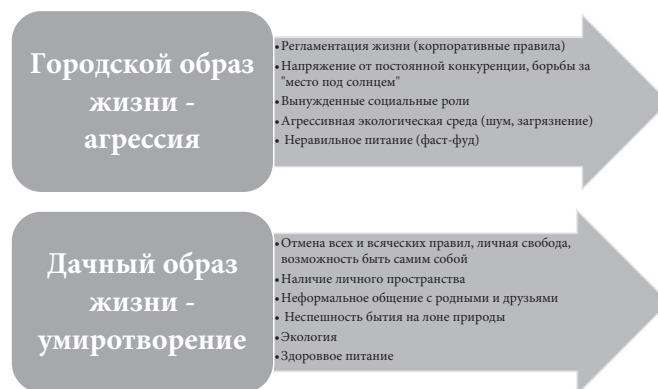 Городской образ
жизни -
агрессия
•Регламентация жизни (корпоративные правила)
•Напряжение от постоянной конкуренции, борьбы за
"место под солнцем"
•Вынужденные социальные роли
•Агрессивная экологическая среда (шум, загрязнение)
• Неравильное питание (фаст-фуд)
Дачный образ
жизни -
умиротворение
•Отмена всех и всяческих правил, личная свобода,
возможность быть самим собой
•Наличие личного пространства
•Неформальное общение с родными и друзьями
• Неспешность бытия на лоне природы
•Экология
•Здороввое питание